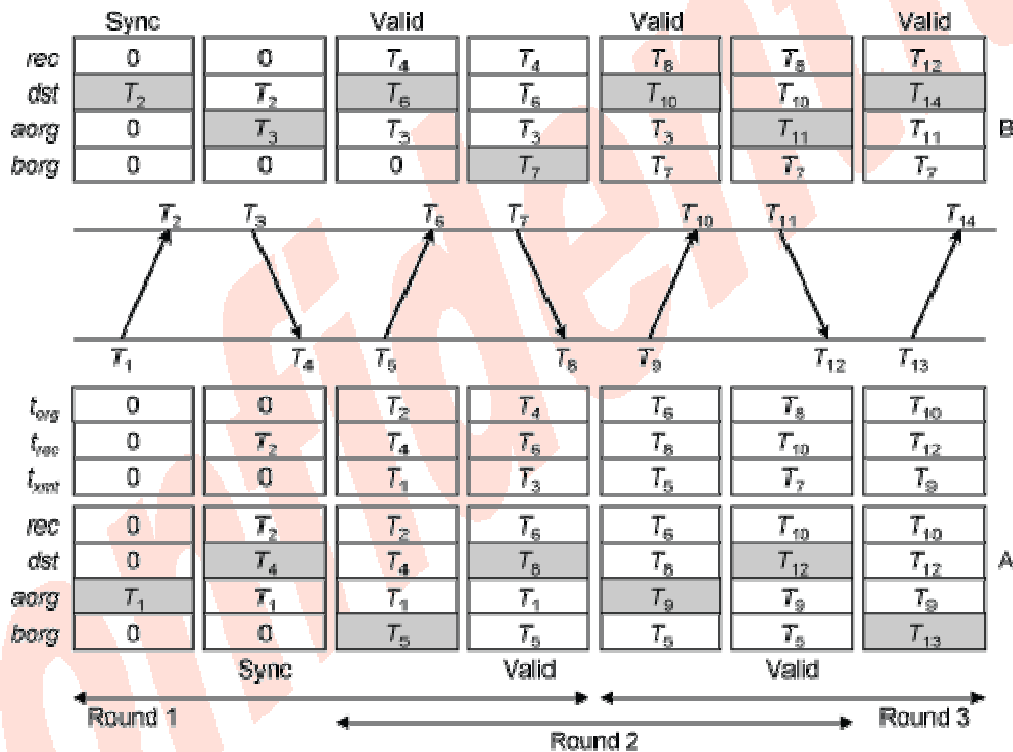 Sync Valid Valid Valid
rec 0 0 T4 T4 T8 T8 T12
dst T2 T2 T6 T6 T10 T10 T14
aorg 0 T3 T3 T3 T3 T11 T11 B
borg 0 0 0 T7 T7 T7 T7
T2 T3 T6 T7 T10 T11 T14
T1 T4 T5 T8 T9 T12 T13
torg 0 0 T2 T4 T6 T8 T10
trec 0 T2 T4 T6 T8 T10 T12
txmt 0 0 T1 T3 T5 T7 T9
rec 0 T2 T2 T6 T6 T10 T10
dst 0 T4 T4 T8 T8 T12 T12 A
aorg T1 T1 T1 T1 T9 T9 T9
borg 0 0 T5 T5 T5 T5 T13
Sync Valid Valid
Round 1 Round 3
Round 2